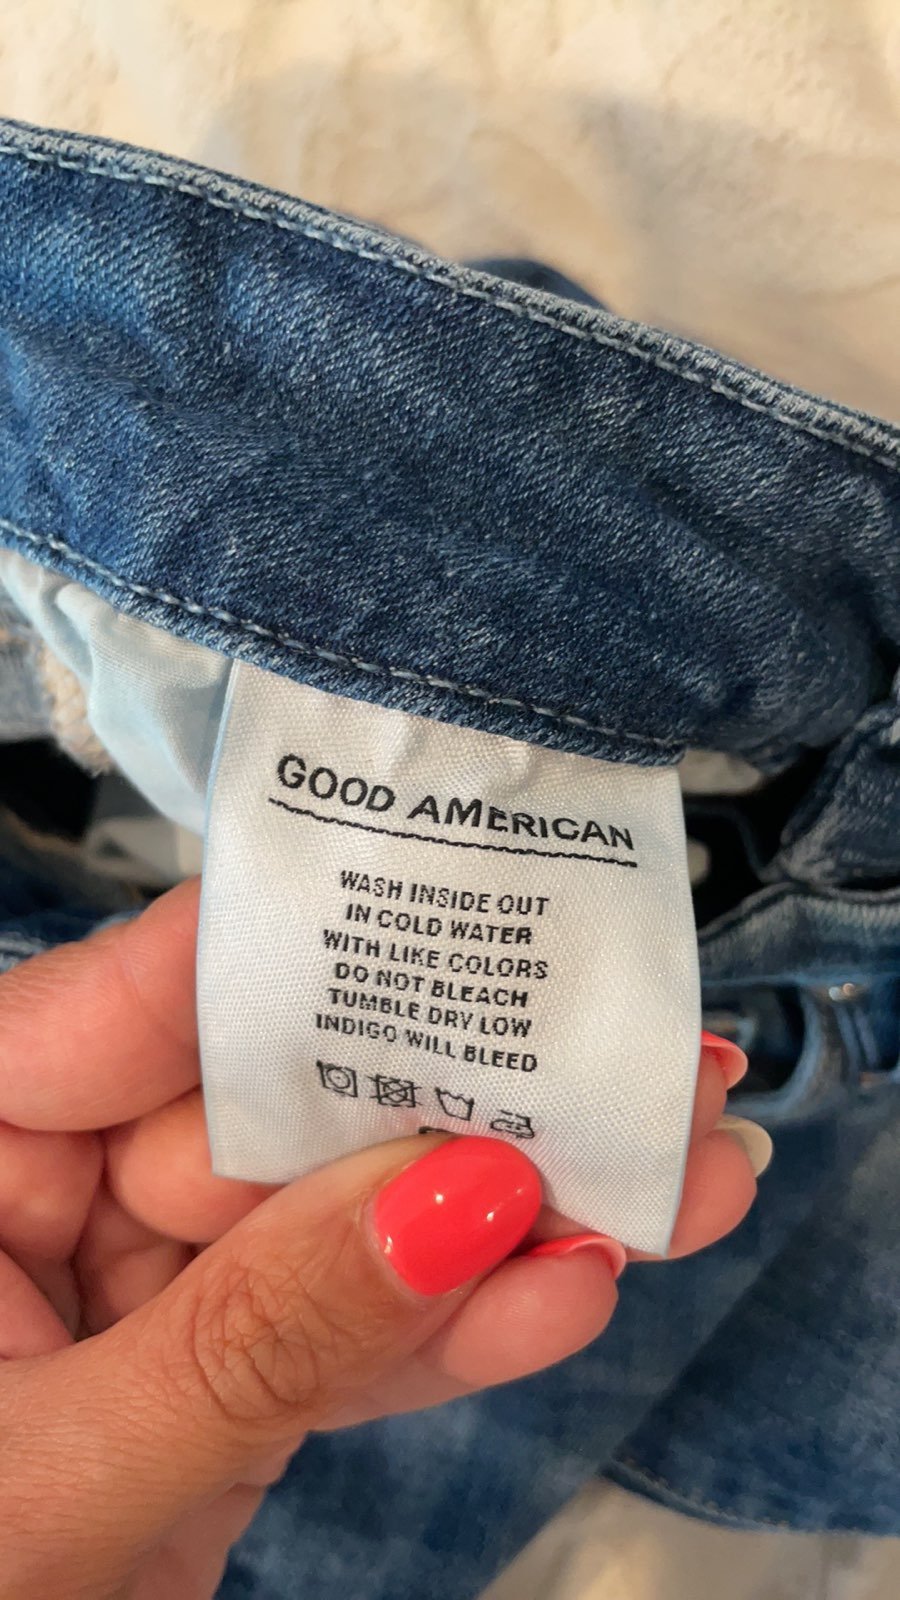 GOOD AMERICAN
WASH INSIDE OUT
IN COLD WATER
WITH LIKE COLORS
DO NOT BLEACH
TUMBLE DRY LOW
INDIGO WILL BLEED